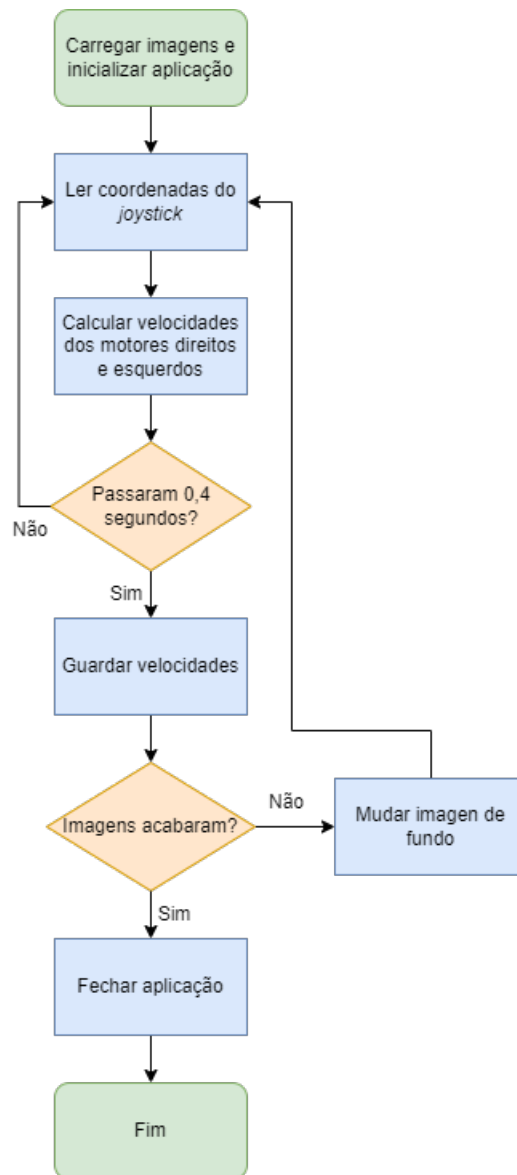 Carregar imagens e
inicializar aplicação
Ler coordenadas do
joystick
Calcular velocidades
dos motores direitos
e esquerdos
Passaram 0,4
segundos?
Não
Sim
Guardar velocidades
Imagens acabaram?
Não
Mudar imagen de
fundo
Sim
Fechar aplicação
Fim